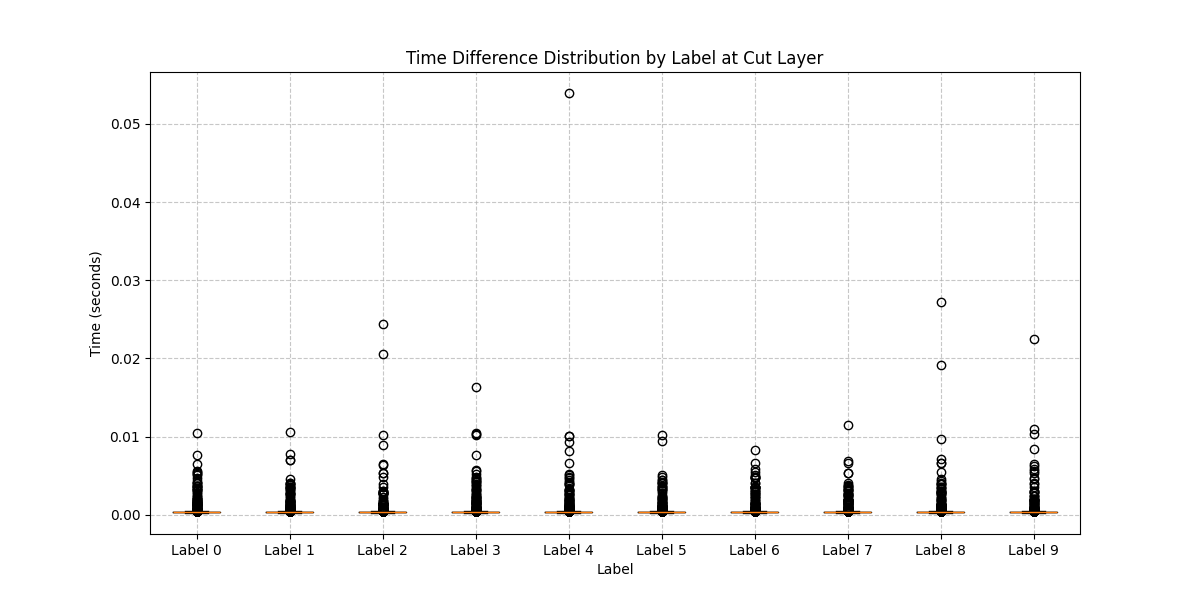 Time Difference Distribution by Label at Cut Layer
Time (seconds)
0.05
0.04
0.03
0.02
0.01
0.00
Label 0 Label 1 Label 2 Label 3 Label 4 Label 5 Label 6 Label 7 Label 8 Label 9
Label